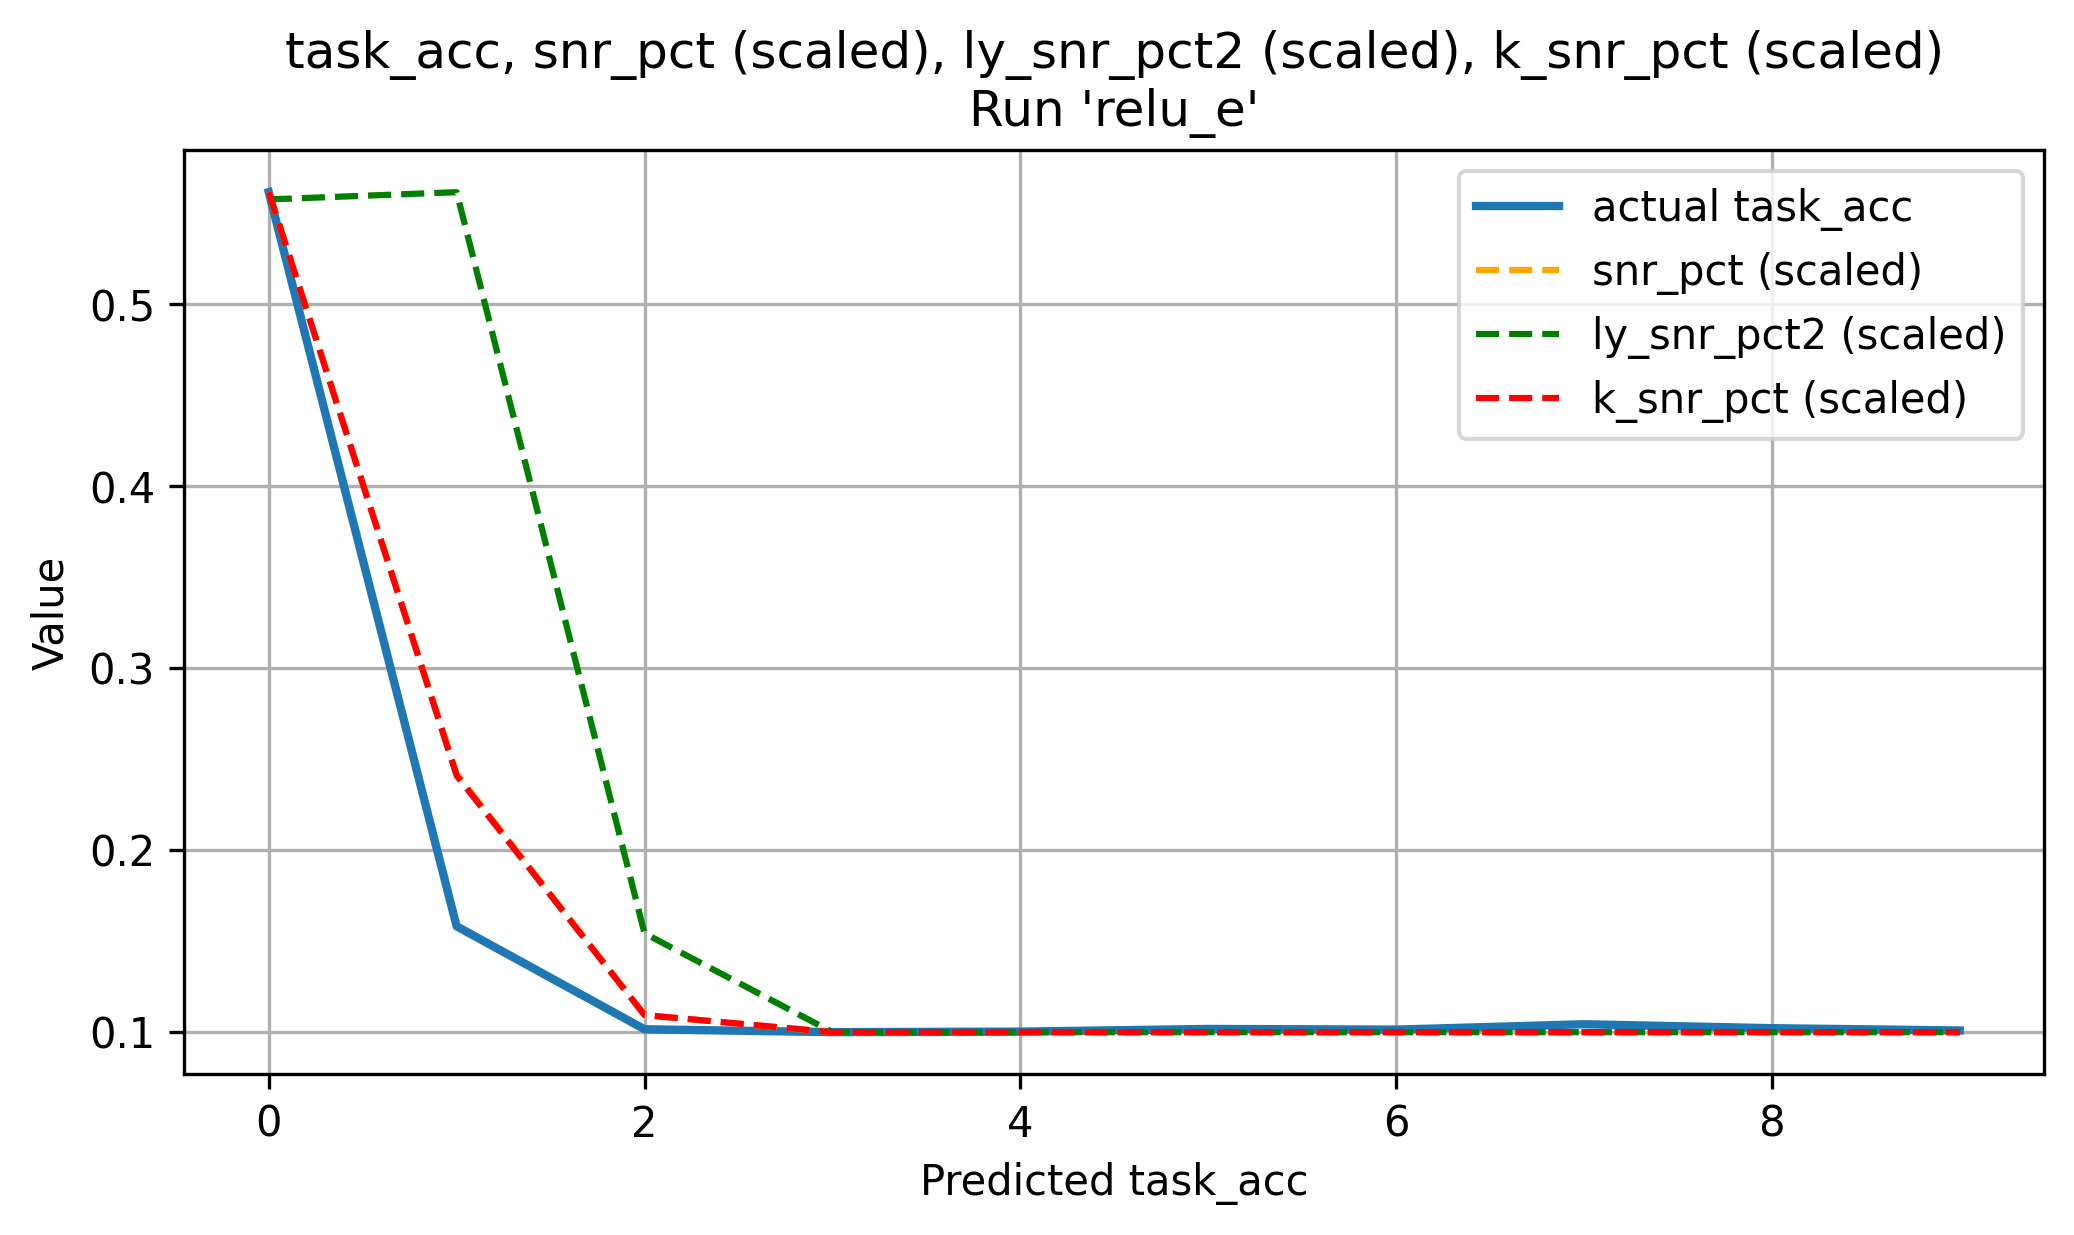 task_acc, snr_pct (scaled), ly_snr_pct2 (scaled), k_snr_pct (scaled)
Run 'relu_e'
actual task_acc
snr_pct (scaled)
ly_snr_pct2 (scaled)
k_snr_pct (scaled)
Value
0.5
0.4
0.3
0.2
0.1
0 2 4 6 8
Predicted task_acc